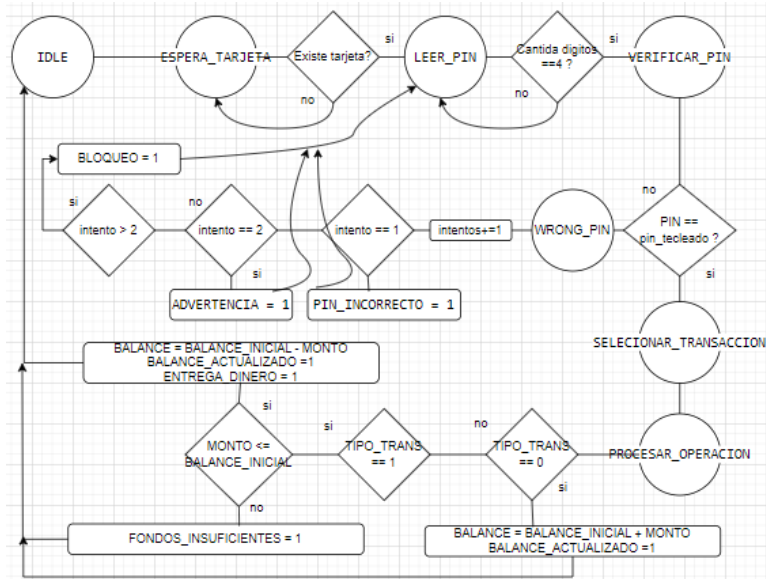 IDLE
ESPERA_TARJETA
Existe tarjeta?
si
no
LEER_PIN
Cantida digitos
==4 ?
si
no
VERIFICAR_PIN
BLOQUEO = 1
si
intento > 2
no
intento == 2
si
intento == 1
intentos+=1
WRONG_PIN
no
PIN ==
pin_tecleado ?
si
ADVERTENCIA = 1
PIN_INCORRECTO = 1
SELECIONAR_TRANSACCION
BALANCE = BALANCE_INICIAL - MONTO
BALANCE_ACTUALIZADO =1
ENTREGA_DINERO = 1
si
MONTO <=
BALANCE_INICIAL
no
si
TIPO_TRANS
== 1
no
TIPO_TRANS
== 0
si
PROCESAR_OPERACION
FONDOS_INSUFICIENTES = 1
BALANCE = BALANCE_INICIAL + MONTO
BALANCE_ACTUALIZADO =1